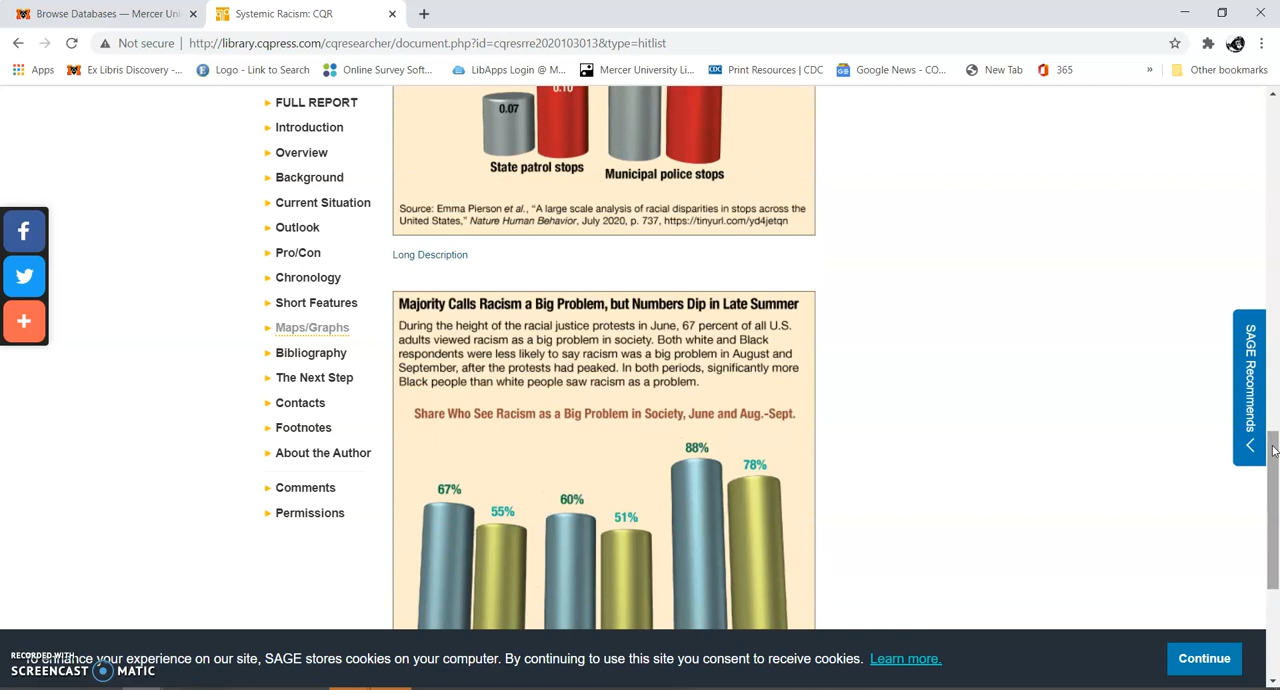 Browse Databases — Mercer Uni
Systemic Racism: CQR
Not secure | http://library.cqpress.com/cqresearcher/document.php?id=cqresrre2020103013&type=hitlist
Apps
Ex Libris Discovery -...
Logo - Link to Search
Online Survey Soft...
LibApps Login @ M...
Mercer University Li...
CDC
Print Resources | CDC
Google News - CO...
New Tab
365
»
Other bookmarks
FULL REPORT
Introduction
Overview
Background
Current Situation
Outlook
Pro/Con
Chronology
Short Features
Maps/Graphs
Bibliography
The Next Step
Contacts
Footnotes
About the Author
Comments
Permissions
0.07
0.10
State patrol stops
Municipal police stops
Source: Emma Pierson et al., "A large scale analysis of racial disparities in stops across the
United States," Nature Human Behavior, July 2020, p. 737, https://tinyurl.com/yd4jetqn
Long Description
Majority Calls Racism a Big Problem, but Numbers Dip in Late Summer
During the height of the racial justice protests in June, 67 percent of all U.S.
adults viewed racism as a big problem in society. Both white and Black
respondents were less likely to say racism was a big problem in August and
September, after the protests had peaked. In both periods, significantly more
Black people than white people saw racism as a problem.
Share Who See Racism as a Big Problem in Society, June and Aug.-Sept.
67%
55%
60%
51%
88%
78%
SAGE Recommends
To enhance your experience on our site, SAGE stores cookies on your computer. By continuing to use this site you consent to receive cookies. Learn more.
Continue
RECORDED WITH
SCREENCAST MATIC